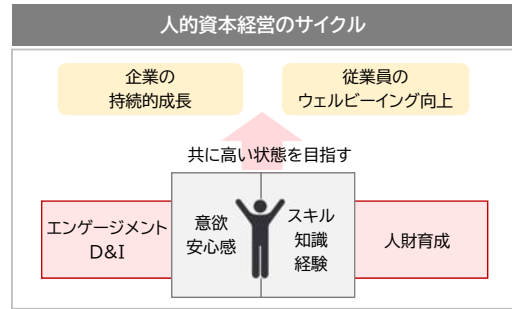 人的資本経営のサイクル
企業の
持続的成長
従業員の
ウェルビーイング向上
共に高い状態を目指す
エンゲージメント
D&I
意欲
安心感
スキル
知識
経験
人財育成